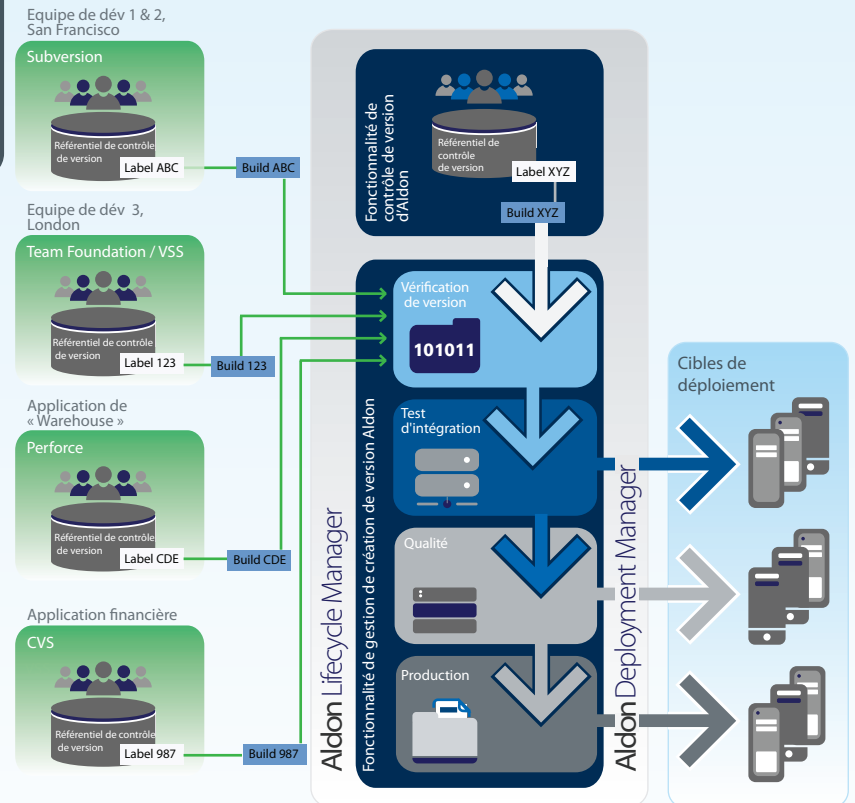 Equipe de dév 1 & 2,
San Francisco
Subversion
Référentiel de contrôle
de version
Label ABC
Build ABC
Equipe de dév  3,
London
Team Foundation / VSS
Référentiel de contrôle
de version
Label 123
Build 123
Application de
« Warehouse »
Perforce
Référentiel de contrôle
de version
Label CDE
Build CDE
Application financière
CVS
Référentiel de contrôle
de version
Label 987
Build 987
Aldon Lifecycle Manager
Fonctionnalité de
contrôle de version
d'Aldon
Référentiel de
contrôle
de version
Label XYZ
Build XYZ
Fonctionnalité de gestion de création de version Aldon
Vérification
de version
101011
Test
d'intégration
Qualité
Production
Aldon Deployment Manager
Cibles de
déploiement